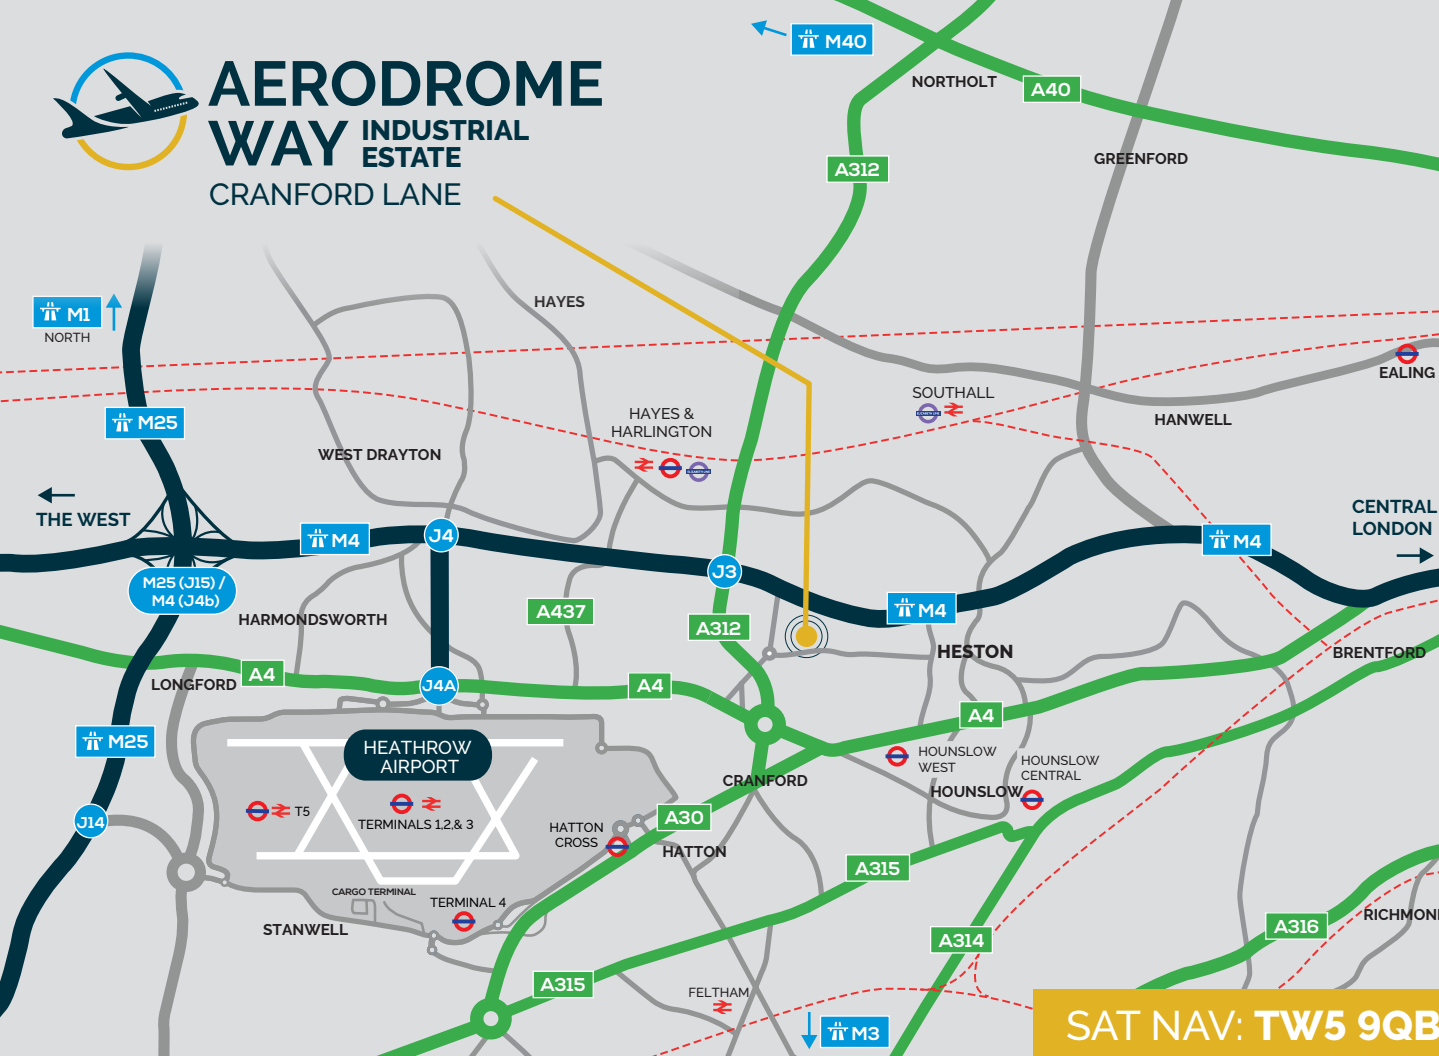 AERODROME
WAY INDUSTRIAL
ESTATE
CRANFORD LANE
M40
NORTHOLT
A40
A312
GREENFORD
M1
NORTH
HAYES
M25
EALING
SOUTHALL
HANWELL
HAYES &
HARLINGTON
WEST DRAYTON
THE WEST
CENTRAL
LONDON
M4
J4
M4
J3
M25 (J15) /
M4 (J4b)
M4
HARMONDSWORTH
A437
A312
HESTON
BRENTFORD
LONGFORD
A4
J4A
A4
A4
M25
HEATHROW
AIRPORT
HOUNSLOW
WEST
HOUNSLOW
CENTRAL
CRANFORD
HOUNSLOW
T5
TERMINALS 1,2,& 3
J14
A30
HATTON
CROSS
HATTON
A315
CARGO TERMINAL
TERMINAL 4
STANWELL
A314
A316
RICHMON
A315
FELTHAM
M3
SAT NAV: TW5 9QB